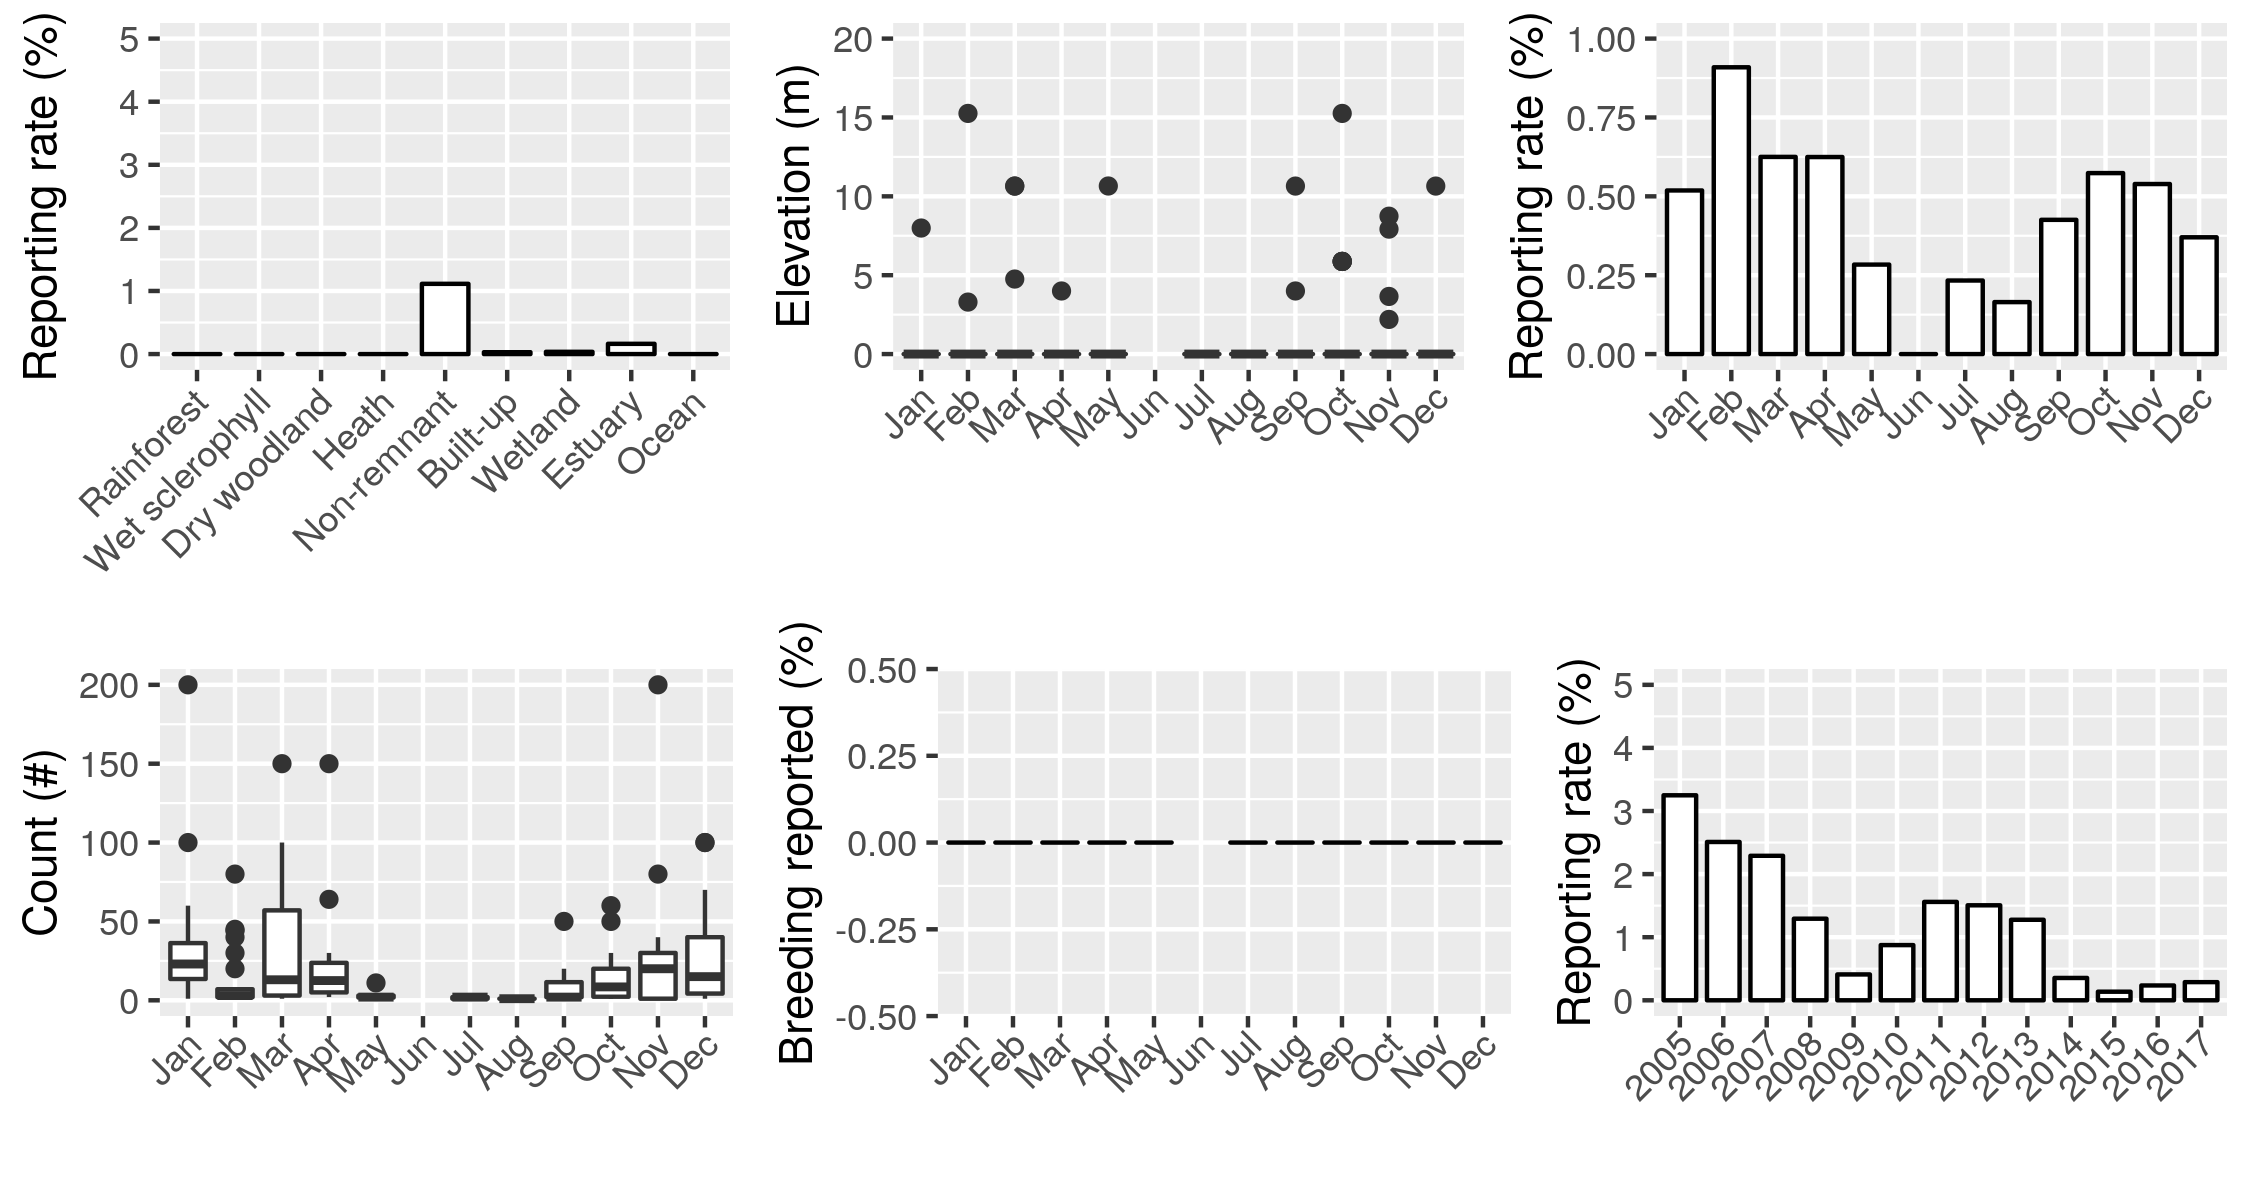 Reporting rate (%)
5
4
3
2
1
0
Rainforest
Wet sclerophyll
Dry woodland
Heath
Non-remnant
Built-up
Wetland
Estuary
Ocean
Elevation (m)
20
15
10
5
0
Jan
Feb
Mar
Apr
May
Jun
Jul
Aug
Sep
Oct
Nov
Dec
Reporting rate (%)
1.00
0.75
0.50
0.25
0.00
Jan
Feb
Mar
Apr
May
Jun
Jul
Aug
Sep
Oct
Nov
Dec
Count (#)
200
150
100
50
0
Jan
Feb
Mar
Apr
May
Jun
Jul
Aug
Sep
Oct
Nov
Dec
Breeding reported (%)
0.50
0.25
0.00
-0.25
-0.50
Jan
Feb
Mar
Apr
May
Jun
Jul
Aug
Sep
Oct
Nov
Dec
Reporting rate (%)
5
4
3
2
1
0
2005
2006
2007
2008
2009
2010
2011
2012
2013
2014
2015
2016
2017